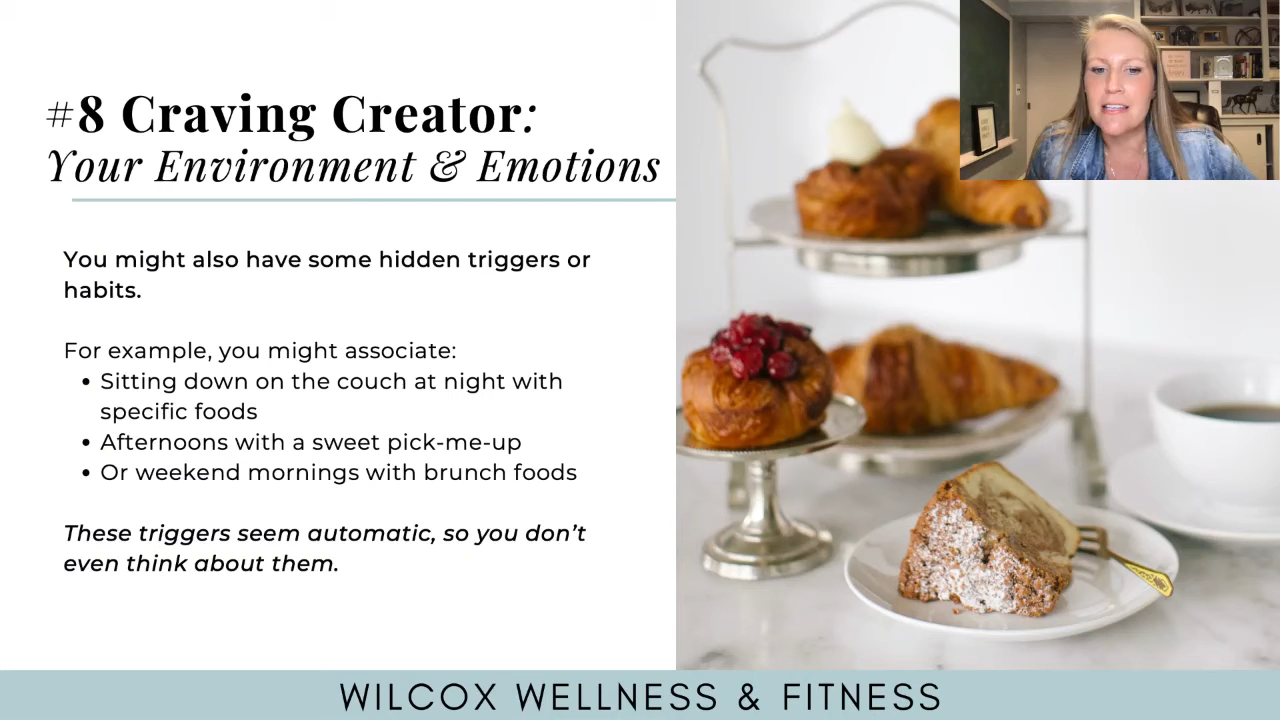 #8 Craving Creator:
Your Environment & Emotions
You might also have some hidden triggers or
habits.
For example, you might associate:
• Sitting down on the couch at night with
specific foods
• Afternoons with a sweet pick-me-up
• Or weekend mornings with brunch foods
These triggers seem automatic, so you don’t
even think about them.
WILCOX WELLNESS & FITNESS